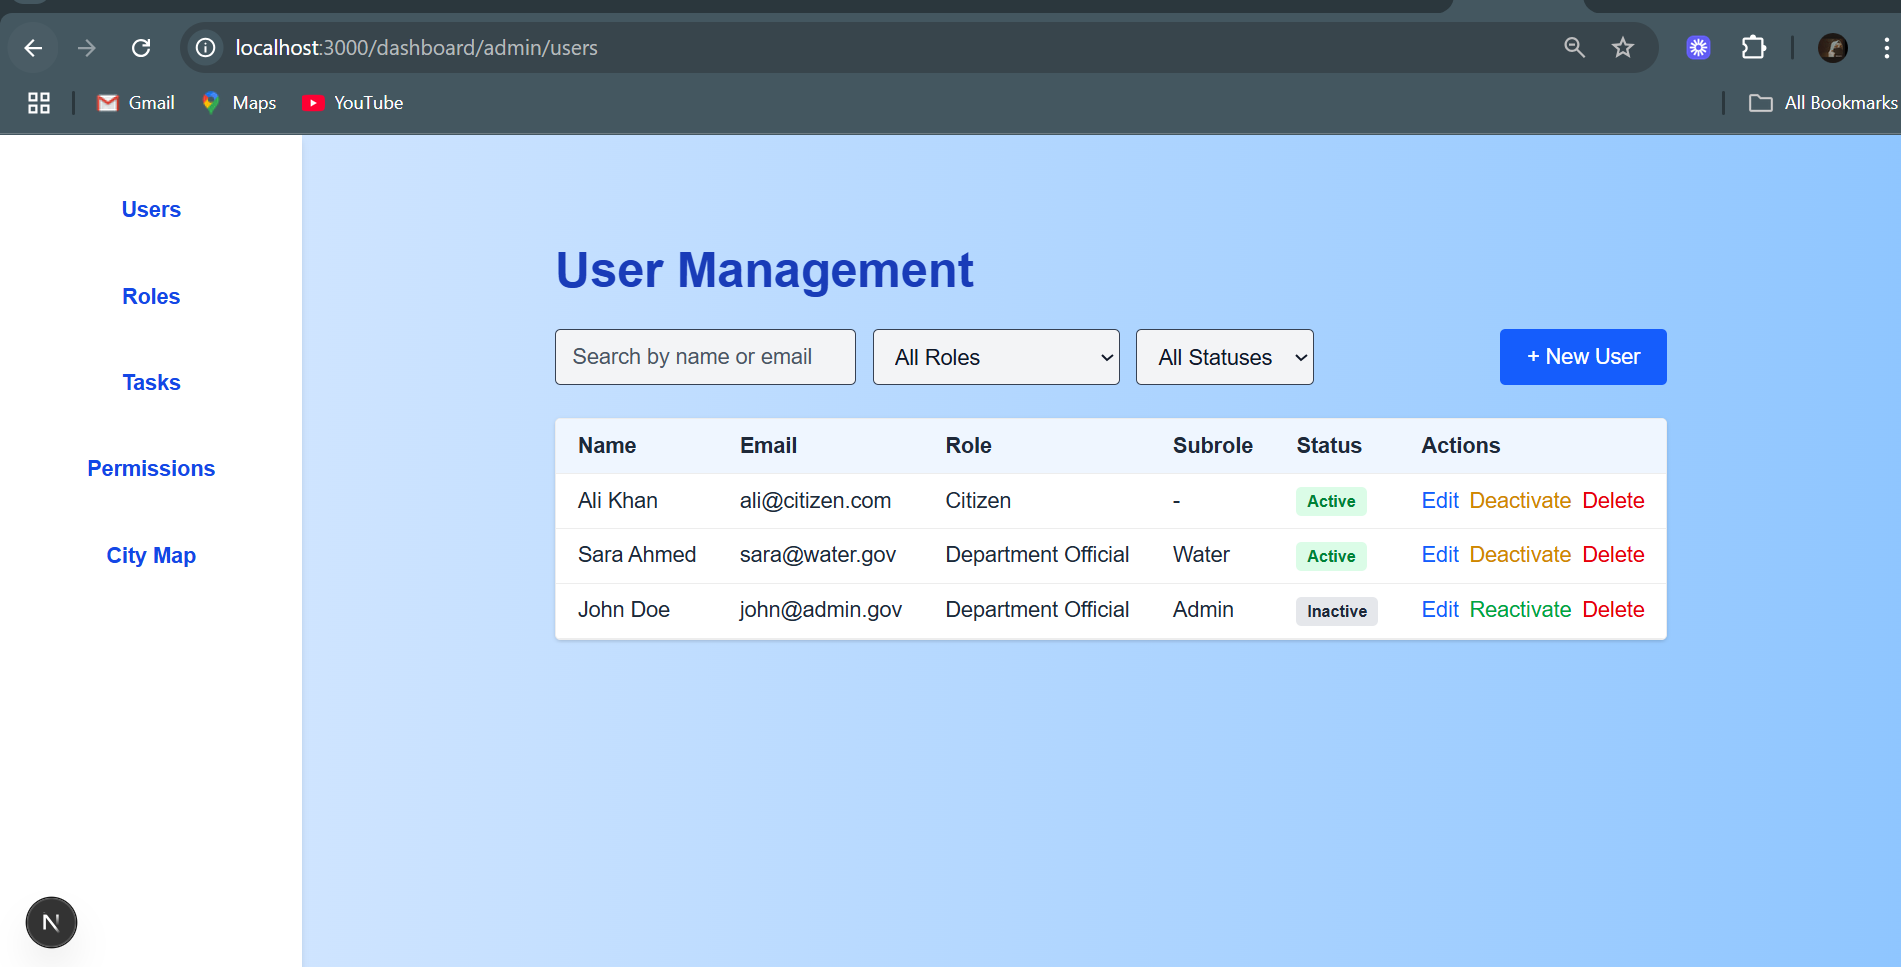 localhost:3000/dashboard/admin/users
Gmail Maps YouTube All Bookmarks
Users
Roles
Tasks
Permissions
City Map
User Management
Search by name or email All Roles All Statuses + New User
Name Email Role Subrole Status Actions
Ali Khan ali@citizen.com Citizen - Active Edit Deactivate Delete
Sara Ahmed sara@water.gov Department Official Water Active Edit Deactivate Delete
John Doe john@admin.gov Department Official Admin Inactive Edit Reactivate Delete
N